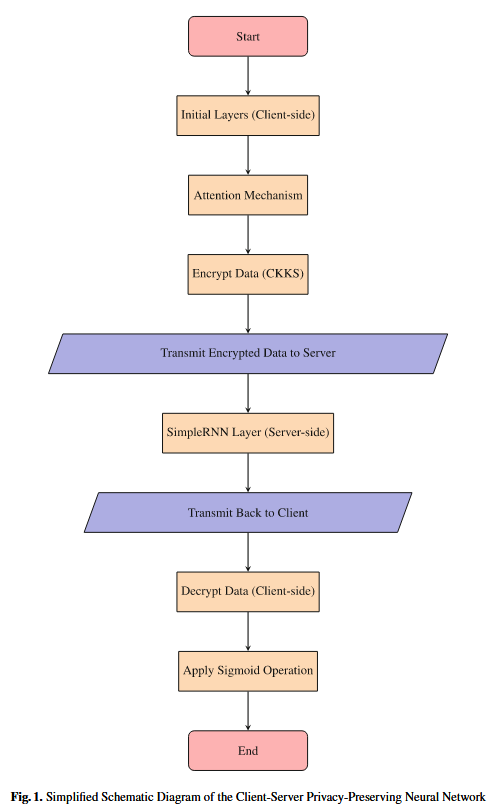 Start
Initial Layers (Client-side)
Attention Mechanism
Encrypt Data (CKKS)
Transmit Encrypted Data to Server
SimpleRNN Layer (Server-side)
Transmit Back to Client
Decrypt Data (Client-side)
Apply Sigmoid Operation
End
Fig. 1. Simplified Schematic Diagram of the Client-Server Privacy-Preserving Neural Network